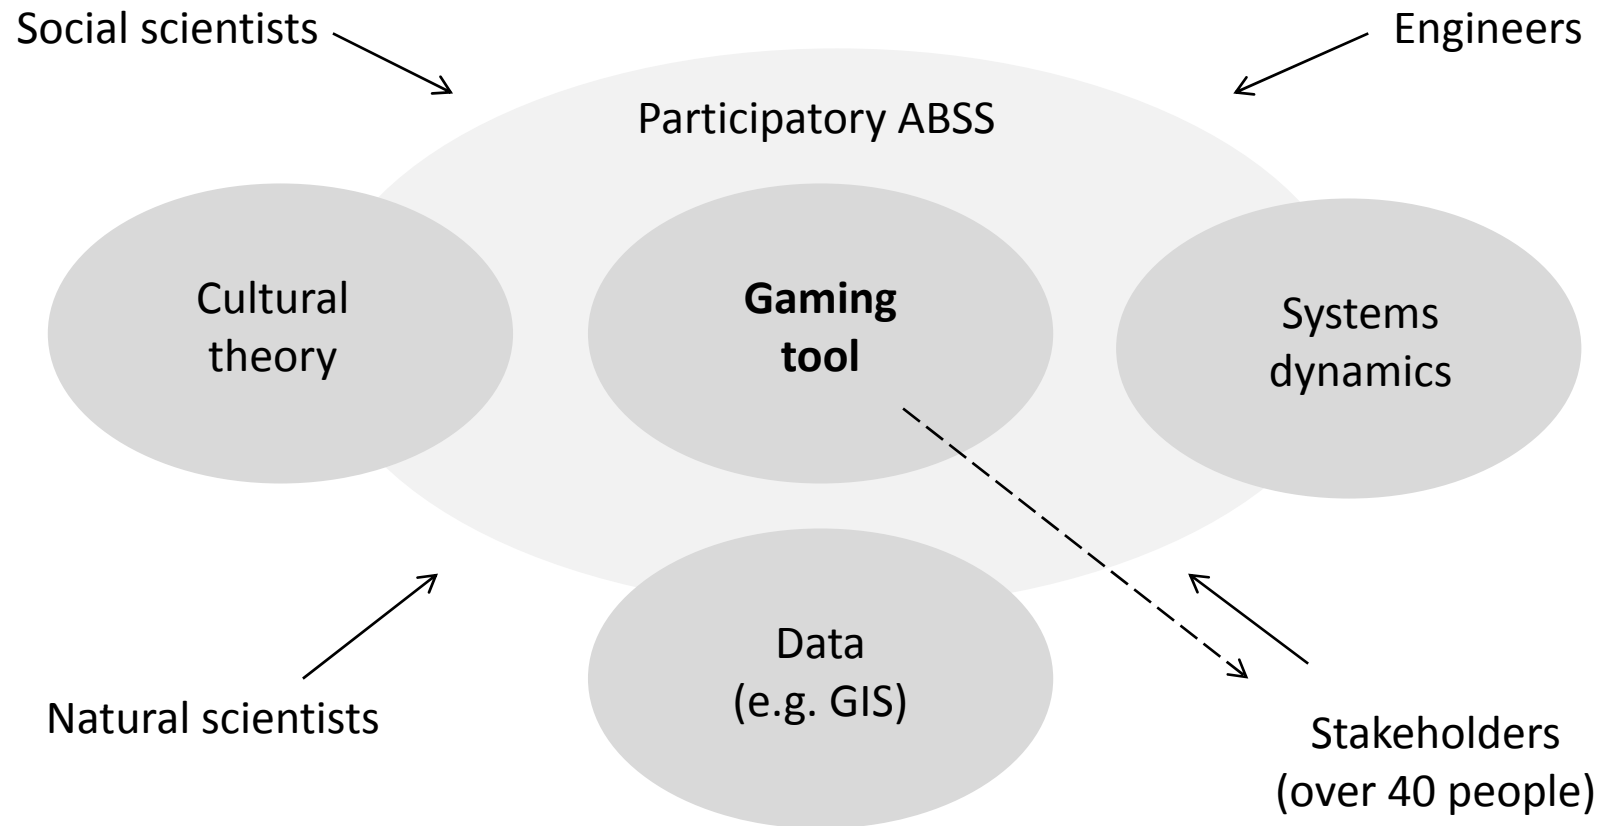 Social scientists
Engineers
Participatory ABSS
Cultural
theory
Gaming
tool
Systems
dynamics
Data
(e.g. GIS)
Natural scientists
Stakeholders
(over 40 people)